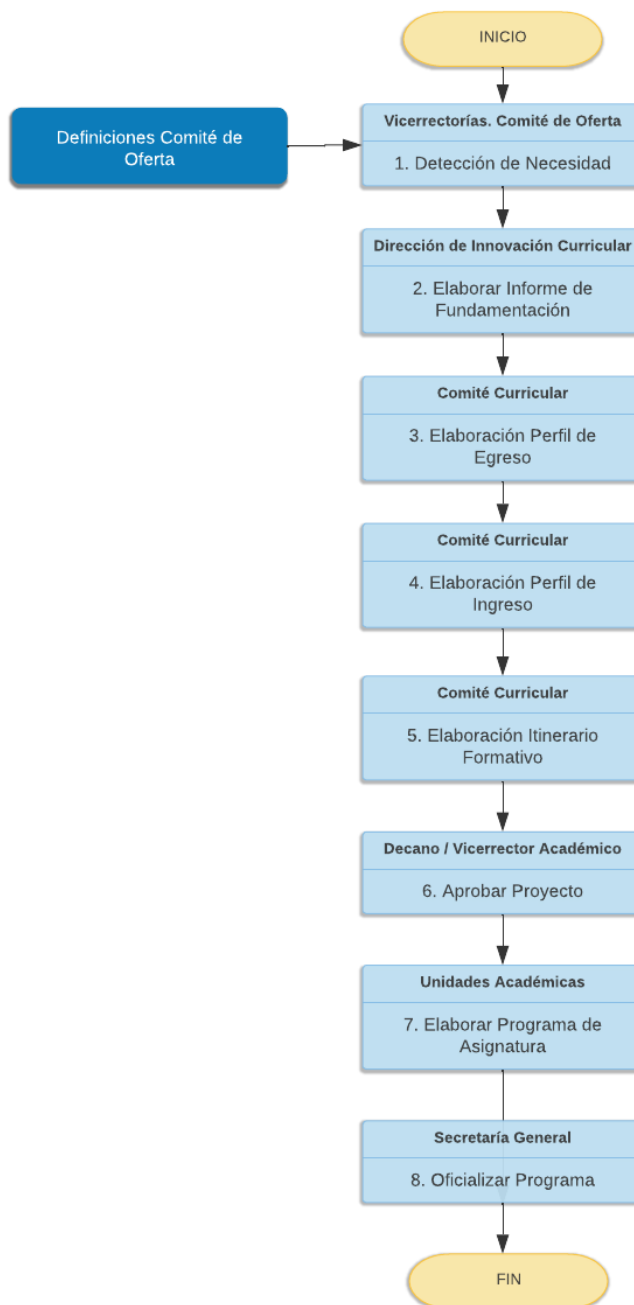 INICIO
Definiciones Comité de
Oferta
Vicerrectorías. Comité de Oferta
1. Detección de Necesidad
Dirección de Innovación Curricular
2. Elaborar Informe de
Fundamentación
Comité Curricular
3. Elaboración Perfil de
Egreso
Comité Curricular
4. Elaboración Perfil de
Ingreso
Comité Curricular
5. Elaboración Itinerario
Formativo
Decano / Vicerrector Académico
6. Aprobar Proyecto
Unidades Académicas
7. Elaborar Programa de
Asignatura
Secretaría General
8. Oficializar Programa
FIN